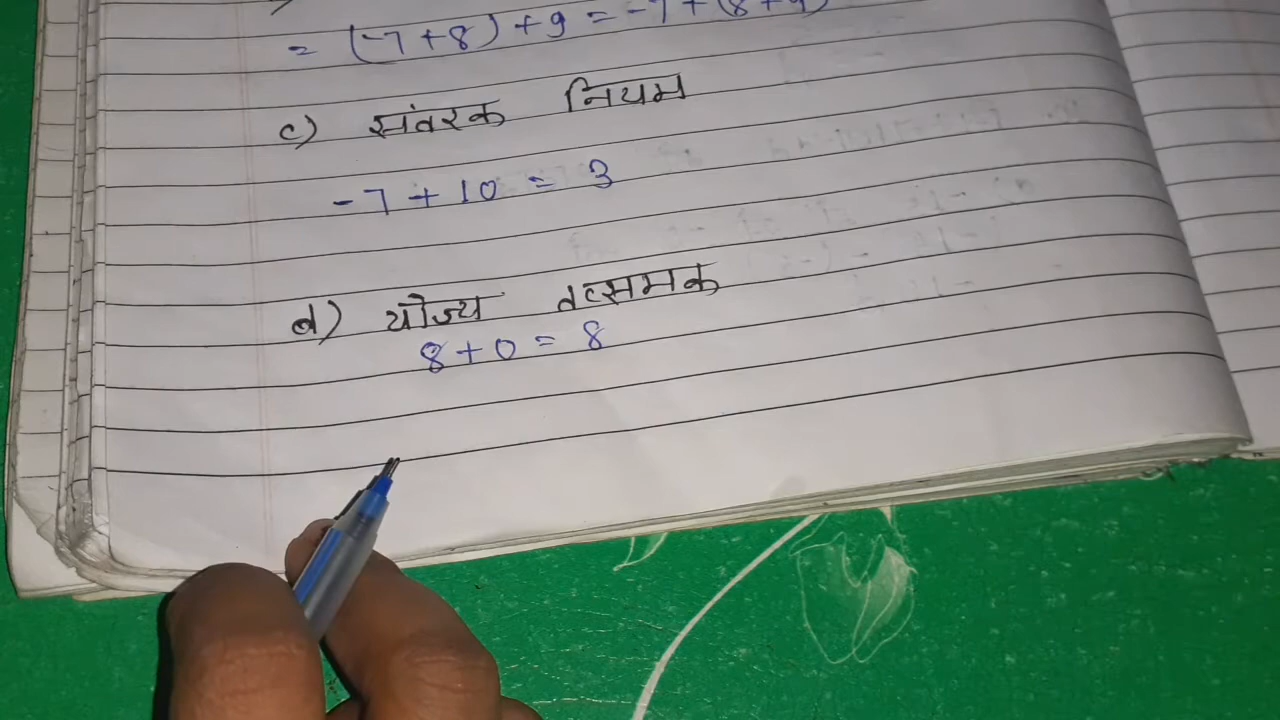 = (-7+8)+9 = -7+(8+9)
c) संवरक नियम
-7+10 = 3
d) योज्य तत्समक
8+0 = 8